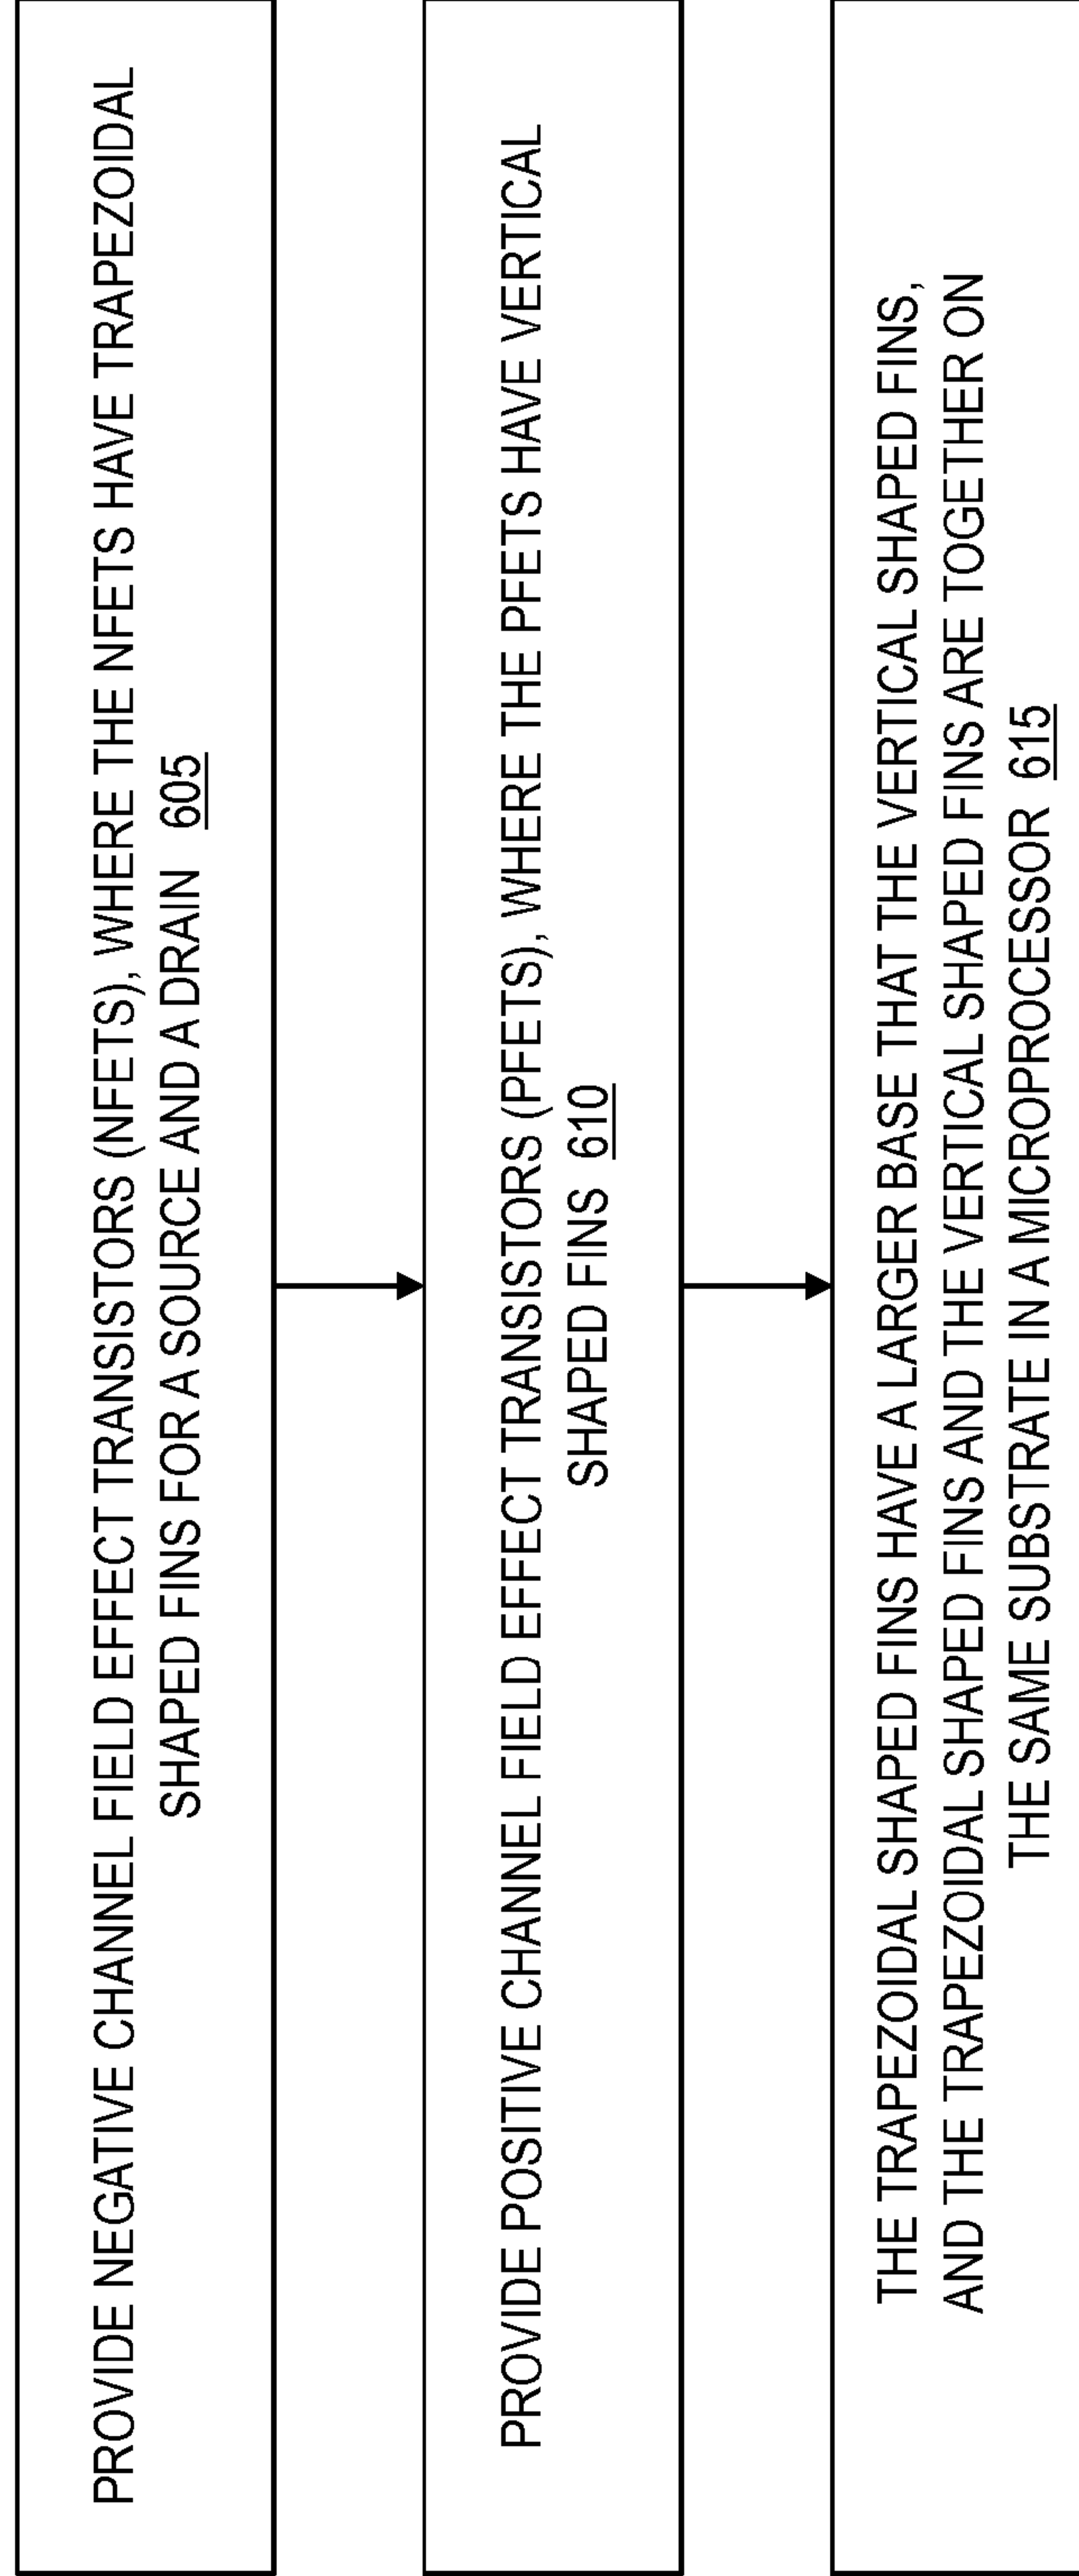 PROVIDE NEGATIVE CHANNEL FIELD EFFECT TRANSISTORS (NFETS), WHERE THE NFETS HAVE TRAPEZOIDAL
SHAPED FINS FOR A SOURCE AND A DRAIN 605
PROVIDE POSITIVE CHANNEL FIELD EFFECT TRANSISTORS (PFETS), WHERE THE PFETS HAVE VERTICAL
SHAPED FINS 610
THE TRAPEZOIDAL SHAPED FINS HAVE A LARGER BASE THAT THE VERTICAL SHAPED FINS,
AND THE TRAPEZOIDAL SHAPED FINS AND THE VERTICAL SHAPED FINS ARE TOGETHER ON
THE SAME SUBSTRATE IN A MICROPROCESSOR 615